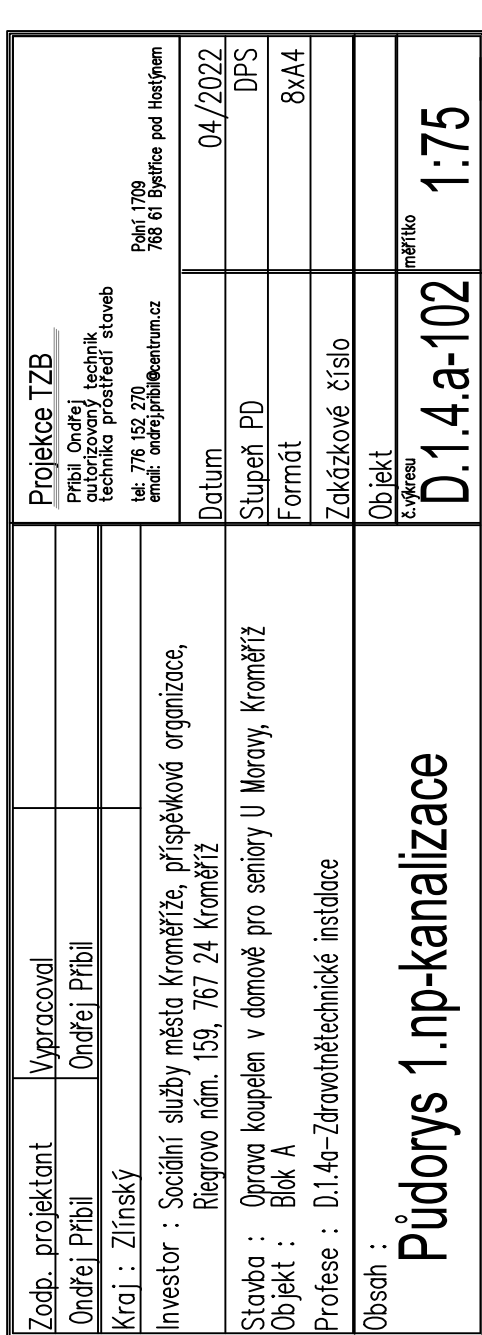 Zodp. projektant Vypracoval
Ondřej Přibil Ondřej Přibil
Kraj : Zlínský
Investor : Sociální služby města Kroměříže, příspěvková organizace,
Riegrovo nám. 159, 767 24 Kroměříž
Stavba : Oprava koupelen v domově pro seniory U Moravy, Kroměříž
Objekt : Blok A
Profese : D.1.4a-Zdravotnětechnické instalace
Obsah :
Půdorys 1.np-kanalizace
Projekce TZB
Přibil Ondřej
autorizovaný technik
technika prostředí staveb
tel: 776 152 270 Polní 1709
email: ondrej.pribil@centrum.cz 768 61 Bystřice pod Hostýnem
Datum 04/2022
Stupeň PD DPS
Formát 8xA4
Zakázkové číslo
Objekt
č.výkresu měřítko
D.1.4.a-102 1:75